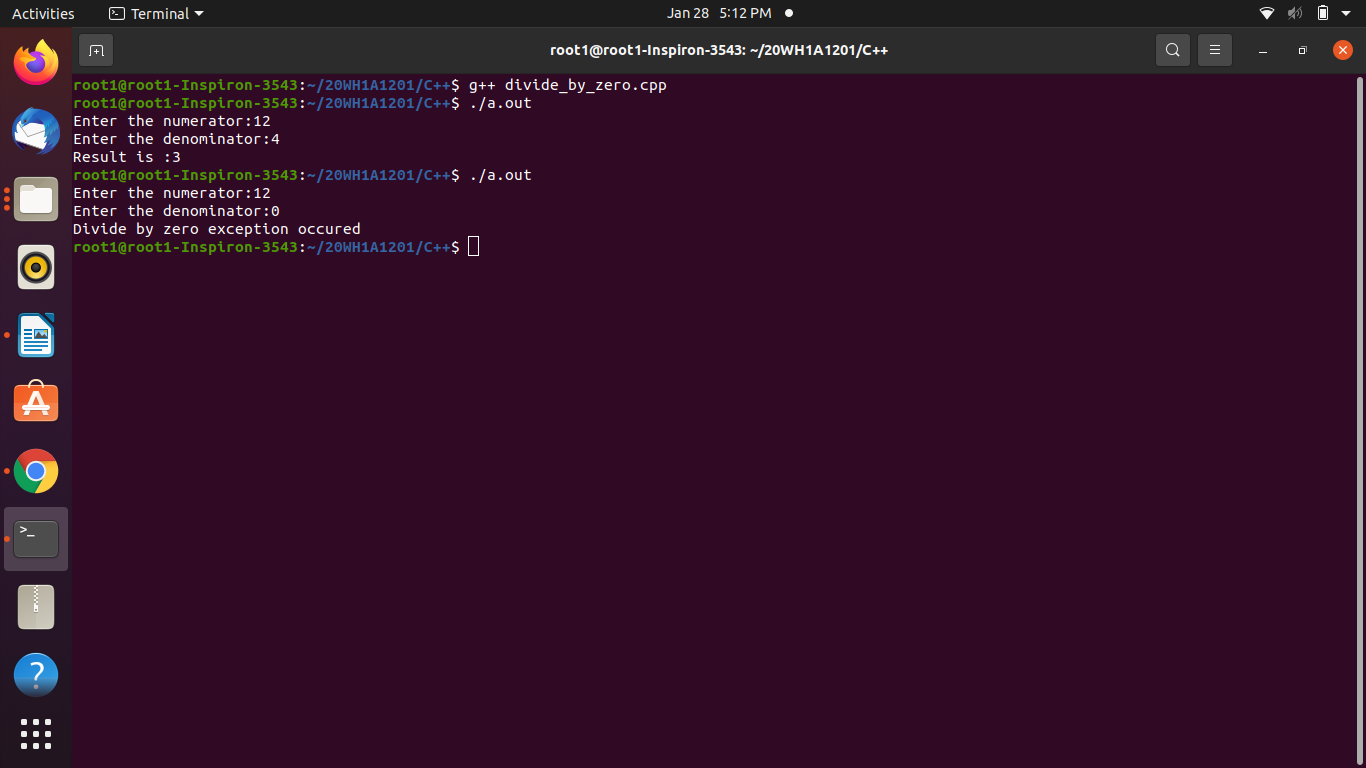 Activities Terminal Jan 28 5:12 PM
root1@root1-Inspiron-3543: ~/20WH1A1201/C++
root1@root1-Inspiron-3543:~/20WH1A1201/C++$ g++ divide_by_zero.cpp
root1@root1-Inspiron-3543:~/20WH1A1201/C++$ ./a.out
Enter the numerator:12
Enter the denominator:4
Result is :3
root1@root1-Inspiron-3543:~/20WH1A1201/C++$ ./a.out
Enter the numerator:12
Enter the denominator:0
Divide by zero exception occured
root1@root1-Inspiron-3543:~/20WH1A1201/C++$